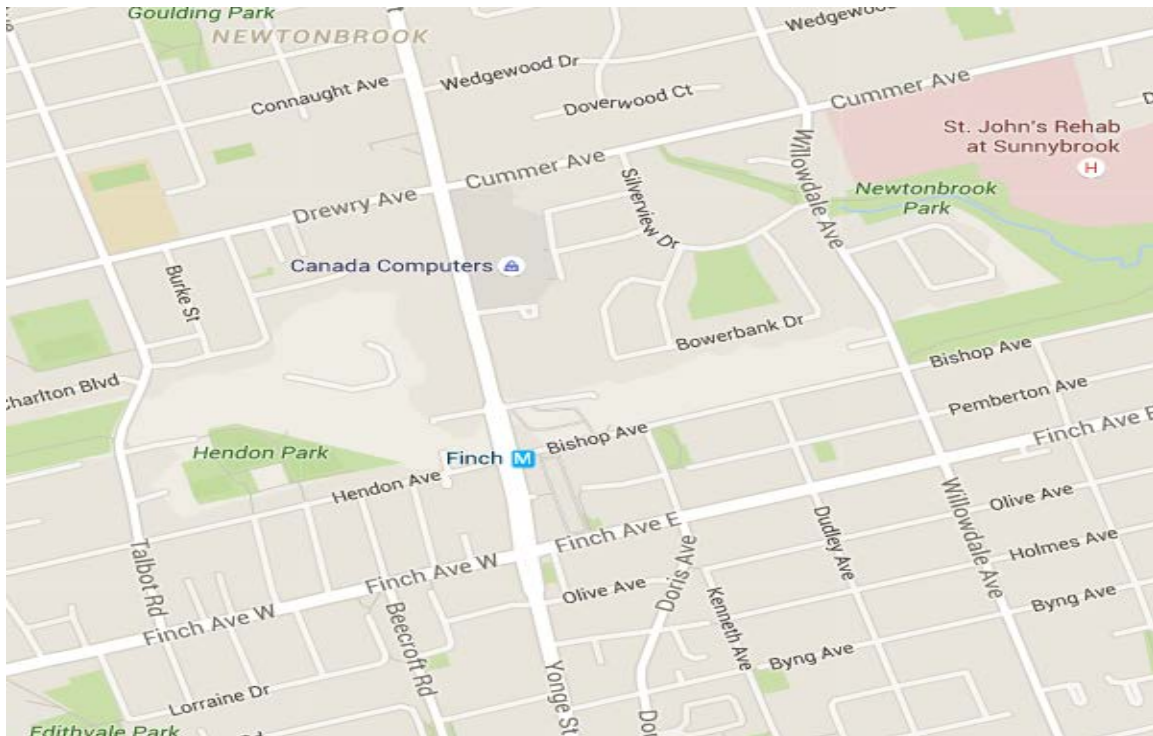 Goulding Park
NEWTONBROOK
Wedgewood Dr
Wedgewood Dr
Connaught Ave
Doverwood Ct
Cummer Ave
St. John's Rehab
at Sunnybrook
H
Cummer Ave
Willowdale Ave
Silverview Dr
Newtonbrook
Park
Drewry Ave
Canada Computers
Burke St
Bowerbank Dr
Bishop Ave
Charlton Blvd
Pemberton Ave
Hendon Park
Finch M
Bishop Ave
Finch Ave E
Hendon Ave
Olive Ave
Willowdale Ave
Dudley Ave
Finch Ave E
Talbot Rd
Finch Ave W
Holmes Ave
Olive Ave
Doris Ave
Kenneth Ave
Byng Ave
Finch Ave W
Beecroft Rd
Byng Ave
Yonge St
Lorraine Dr
Edithvale Park